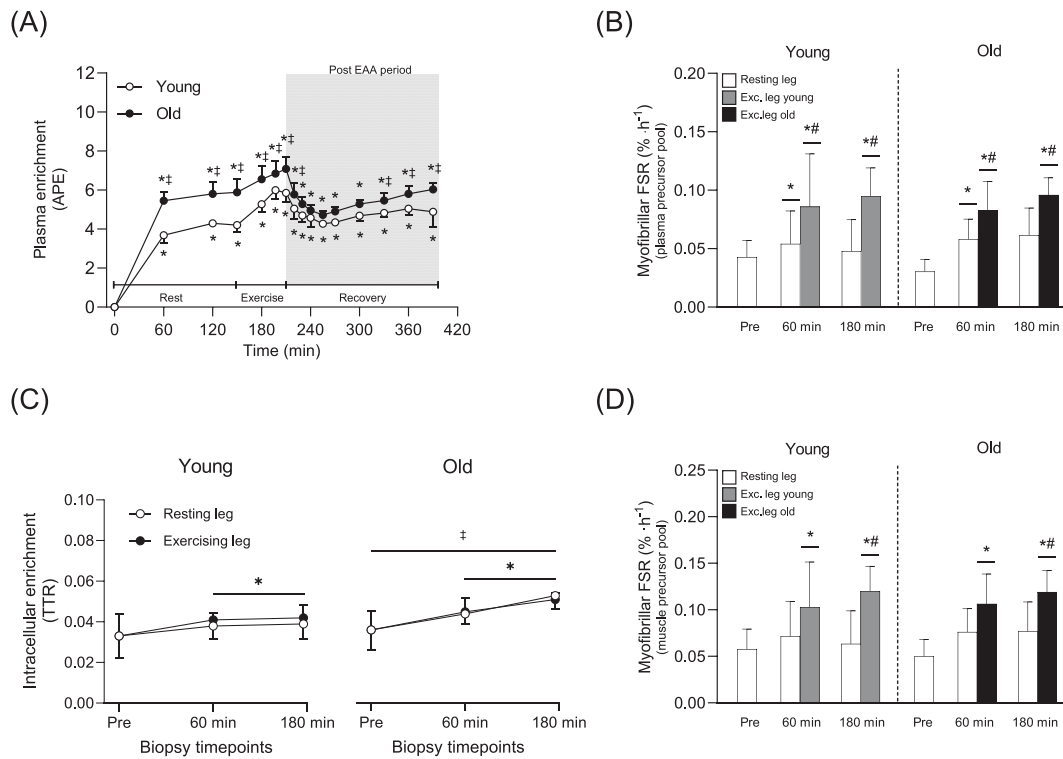 (A)
Post EAA period
12
Young
Old
10
8
6
4
2
0
Plasma enrichment
(APE)
*‡ *‡ *‡ *‡ *‡ *‡ *‡ *‡ * * * * *‡ *‡ *‡
* * * * * * * * * * * * * * *
Rest Exercise Recovery
0 60 120 180 240 300 360 420
Time (min)
(B)
Young Old
0.20
0.15
0.10
0.05
0.00
Resting leg
Exc. leg young
Exc.leg old
Myofibrillar FSR (% ·h⁻¹)
(plasma precursor pool)
* *# *# * *# *#
Pre 60 min 180 min Pre 60 min 180 min
(C)
Young Old
0.10
0.08
0.06
0.04
0.02
0.00
Resting leg
Exercising leg
Intracellular enrichment
(TTR)
‡
* *
Pre 60 min 180 min Pre 60 min 180 min
Biopsy timepoints Biopsy timepoints
(D)
Young Old
0.25
0.20
0.15
0.10
0.05
0.00
Resting leg
Exc. leg young
Exc.leg old
Myofibrillar FSR (% ·h⁻¹)
(muscle precursor pool)
* *# * *#
Pre 60 min 180 min Pre 60 min 180 min